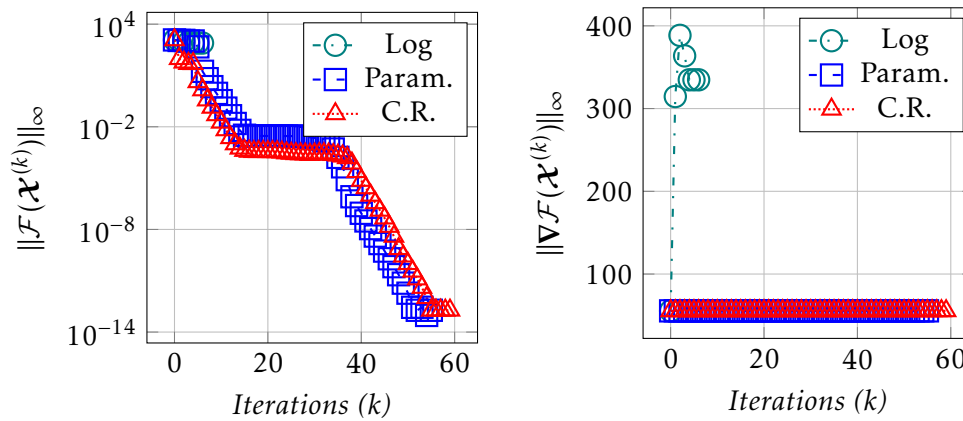 10^4
10^{-2}
10^{-8}
10^{-14}
0 20 40 60
Iterations (k)
||F(X^{(k)})||_∞
Log
Param.
C.R.
400
300
200
100
0 20 40 60
Iterations (k)
||∇F(X^{(k)})||_∞
Log
Param.
C.R.